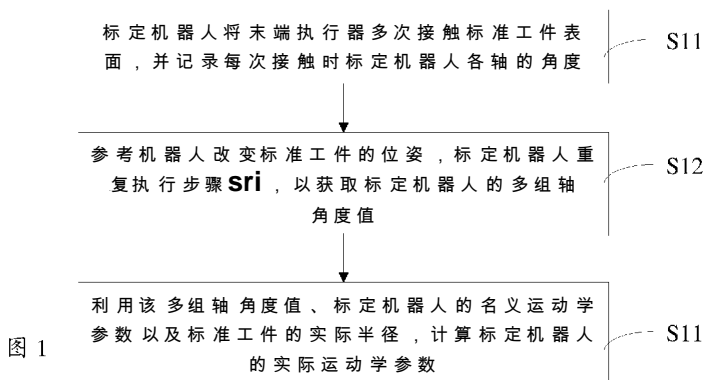 标定机器人将末端执行器多次接触标准工件表
面，并记录每次接触时标定机器人各轴的角度
S11
参考机器人改变标准工件的位姿，标定机器人重
复执行步骤sri，以获取标定机器人的多组轴
角度值
S12
利用该多组轴角度值、标定机器人的名义运动学
参数以及标准工件的实际半径，计算标定机器人
的实际运动学参数
S11
图 1